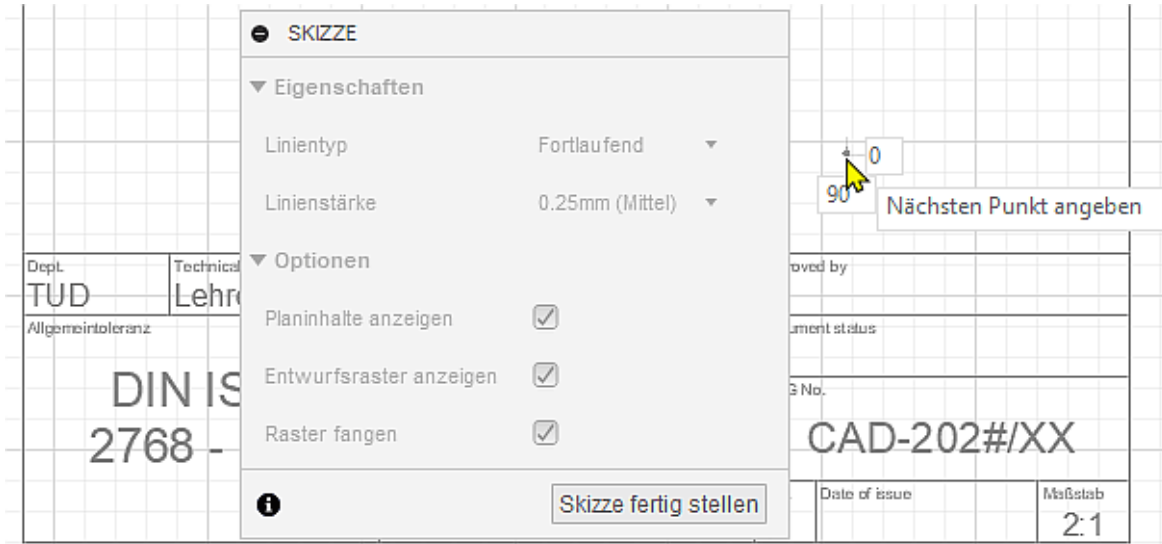 SKIZZE
Eigenschaften
Linientyp Fortlaufend
Linienstärke 0.25mm (Mittel)
Optionen
Planinhalte anzeigen
Entwurfsraster anzeigen
Raster fangen
Skizze fertig stellen
0
90
Nächsten Punkt angeben
Dept.
TUD
Technical
Lehr
Allgemeintoleranz
DIN IS
2768 -
oved by
ument status
G No.
CAD-202#/XX
Date of issue
Maßstab
2:1